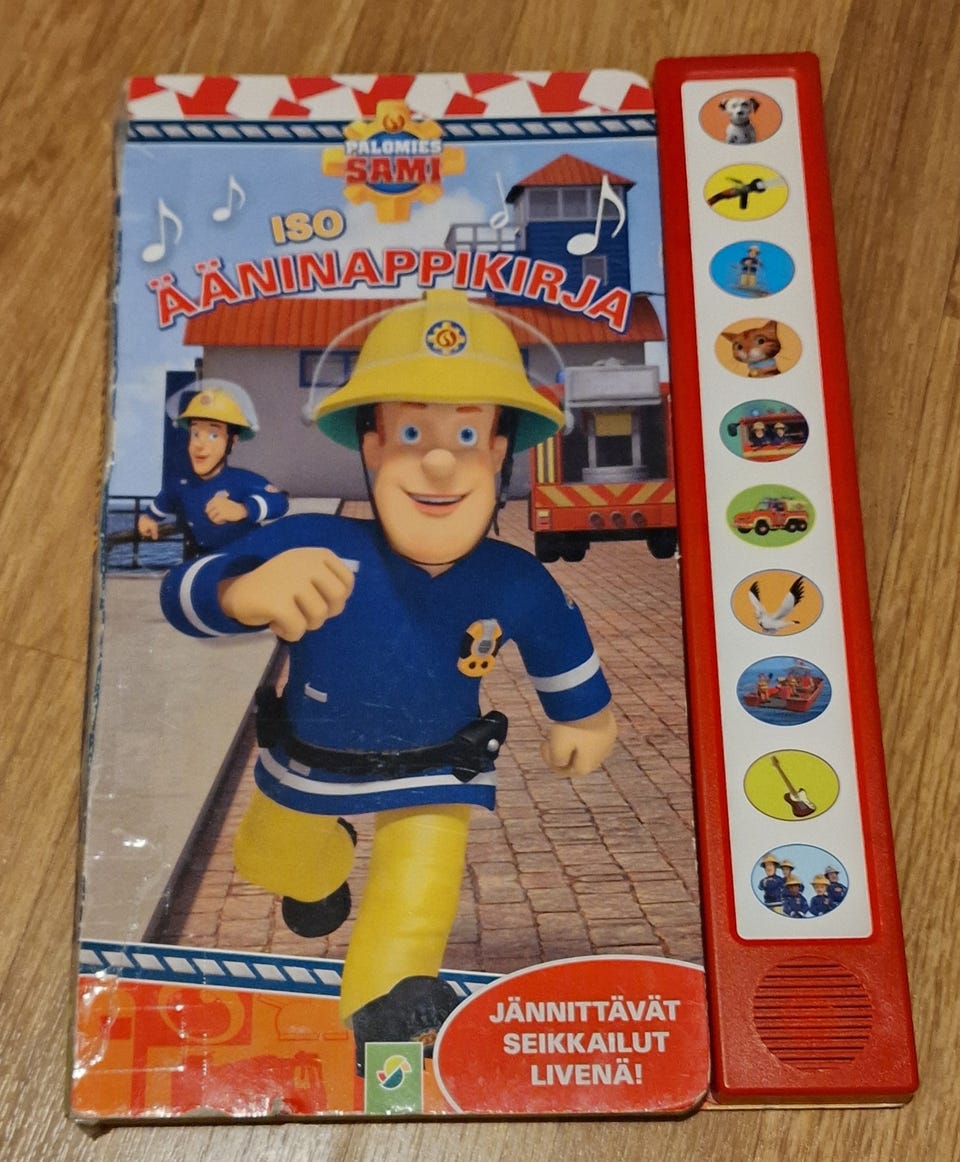 PALOMIES
SAMI
ISO
ÄÄNINAPPIKIRJA
JÄNNITTÄVÄT
SEIKKAILUT
LIVENÄ!